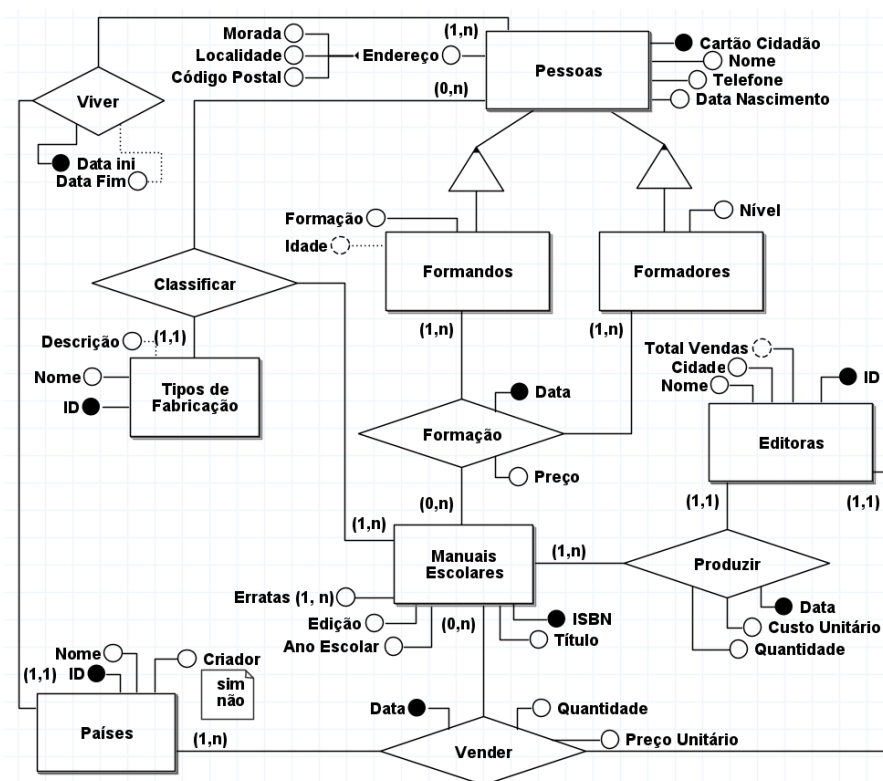 Morada
(1,n)
Localidade
Endereço
Código Postal
Cartão Cidadão
Nome
Telefone
Data Nascimento
Pessoas
Viver
(0,n)
Data ini
Data Fim
Formação
Idade
Nível
Classificar
Formandos
Formadores
(1,n)
(1,n)
Descrição
(1,1)
Nome
ID
Tipos de
Fabricação
Total Vendas
Cidade
Nome
ID
Data
Formação
Preço
Editoras
(0,n)
(1,1)
(1,1)
(1,n)
Manuais
Escolares
(1,n)
Produzir
Erratas (1, n)
Edição
Ano Escolar
(0,n)
ISBN
Título
Data
Custo Unitário
Quantidade
Nome
Criador
(1,1)
ID
sim
não
Países
(1,n)
Data
Quantidade
Preço Unitário
Vender